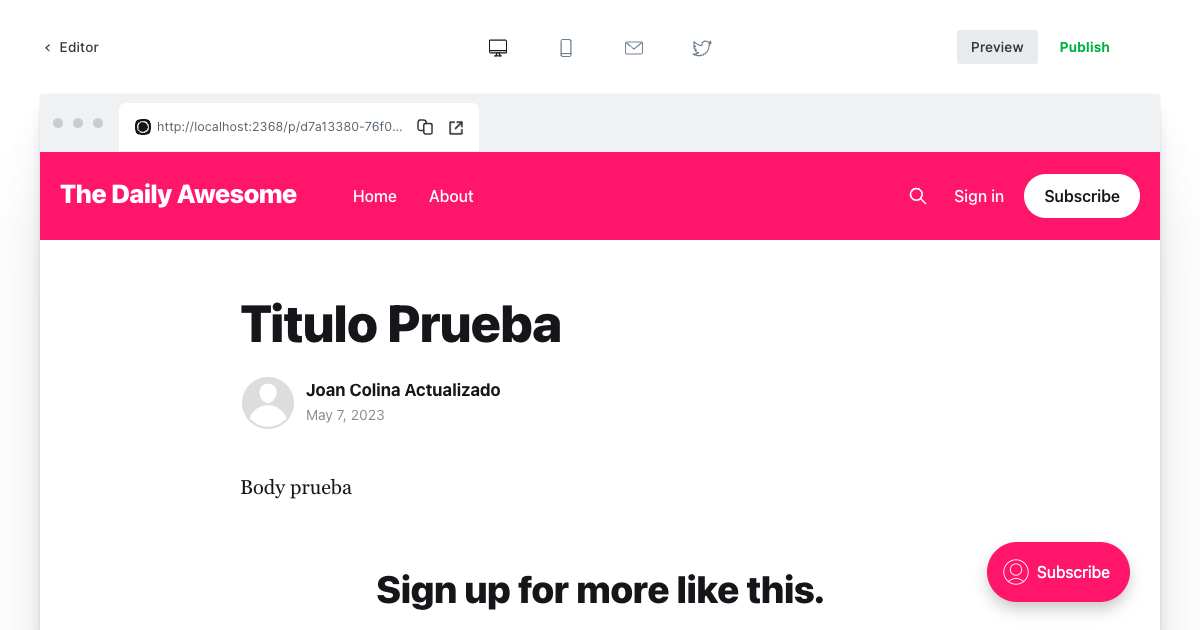 Editor
Preview
Publish
http://localhost:2368/p/d7a13380-76f0...
The Daily Awesome
Home
About
Sign in
Subscribe
Titulo Prueba
Joan Colina Actualizado
May 7, 2023
Body prueba
Subscribe
Sign up for more like this.